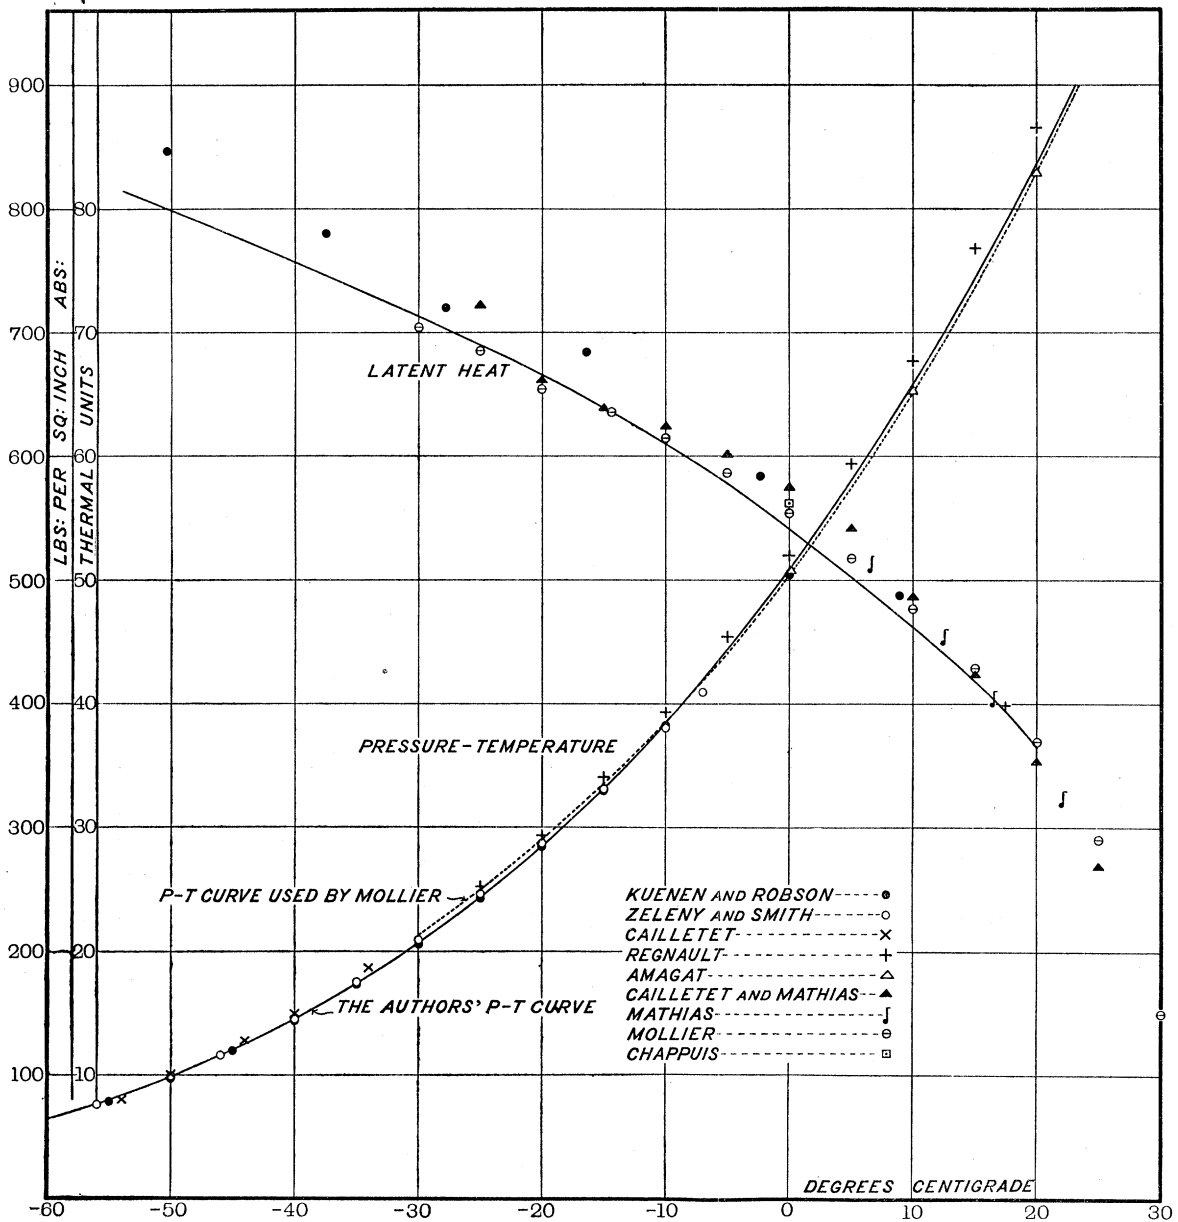 900
800
700
600
500
400
300
200
100
80
70
60
50
40
30
20
10
LBS: PER SQ: INCH ABS:
THERMAL UNITS
LATENT HEAT
PRESSURE-TEMPERATURE
P-T CURVE USED BY MOLLIER
THE AUTHORS' P-T CURVE
KUENEN AND ROBSON
ZELENY AND SMITH
CAILLETET
REGNAULT
AMAGAT
CAILLETET AND MATHIAS
MATHIAS
MOLLIER
CHAPPUIS
DEGREES CENTIGRADE
-60 -50 -40 -30 -20 -10 0 10 20 30